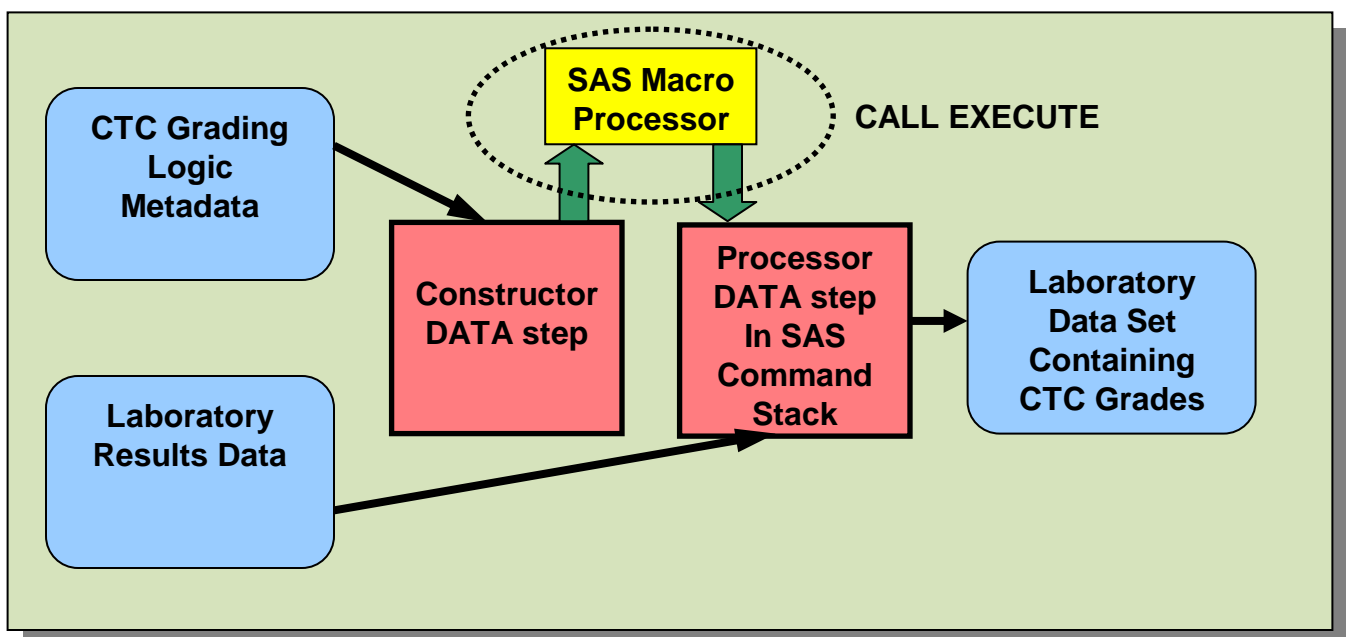 SAS Macro
Processor
CALL EXECUTE
CTC Grading
Logic
Metadata
Constructor
DATA step
Processor
DATA step
In SAS
Command
Stack
Laboratory
Data Set
Containing
CTC Grades
Laboratory
Results Data